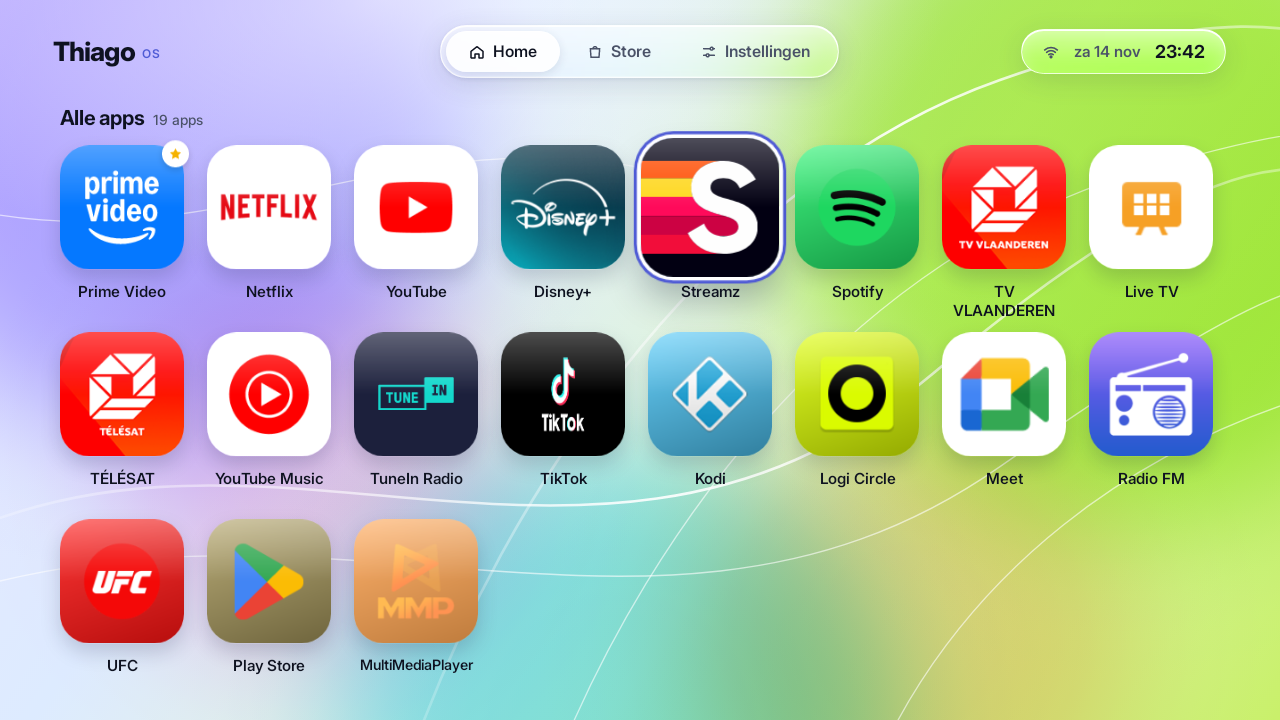 Thiago OS
Home
Store
Instellingen
za 14 nov 23:42
Alle apps 19 apps
prime
video
NETFLIX
Disney+
S
TV VLAANDEREN
Prime Video
Netflix
YouTube
Disney+
Streamz
Spotify
TV
VLAANDEREN
Live TV
TÉLÉSAT
TUNE IN
TikTok
TÉLÉSAT
YouTube Music
TuneIn Radio
TikTok
Kodi
Logi Circle
Meet
Radio FM
UFC
MMP
UFC
Play Store
MultiMediaPlayer